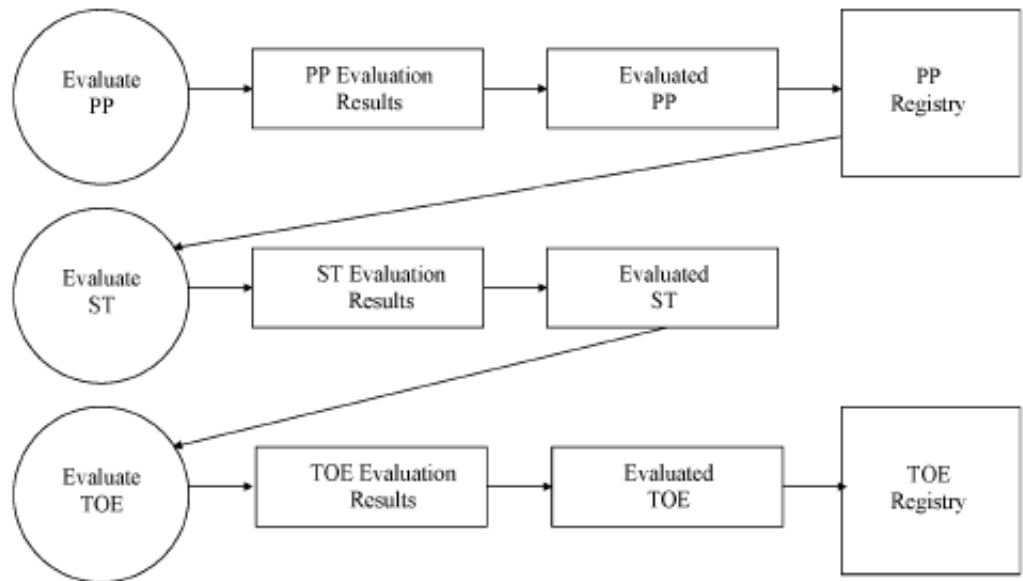 Evaluate
PP
PP Evaluation
Results
Evaluated
PP
PP
Registry
Evaluate
ST
ST Evaluation
Results
Evaluated
ST
Evaluate
TOE
TOE Evaluation
Results
Evaluated
TOE
TOE
Registry